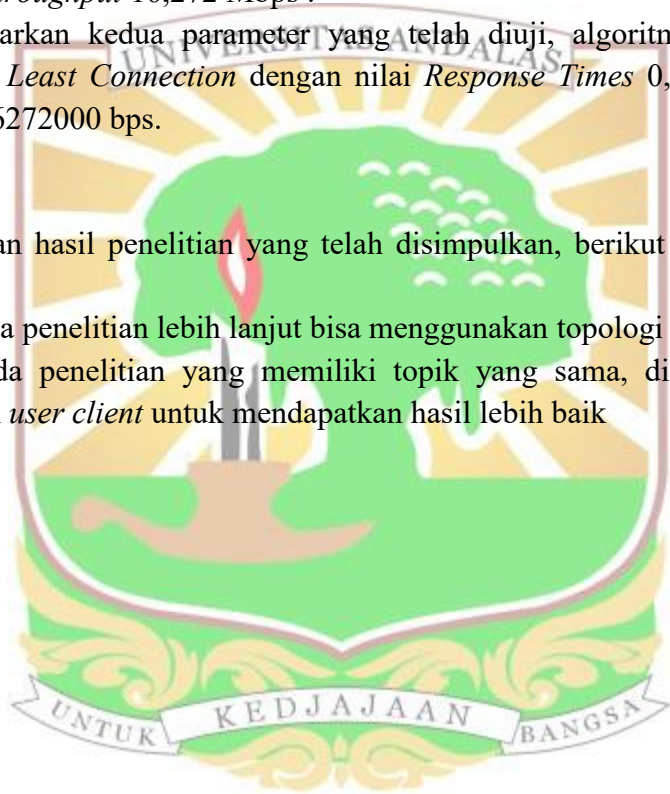 roughput 16,272 Mbps .
arkan kedua parameter yang telah diuji, algoritm
Least Connection dengan nilai Response Times 0,
6272000 bps.
an hasil penelitian yang telah disimpulkan, berikut
a penelitian lebih lanjut bisa menggunakan topologi
da penelitian yang memiliki topik yang sama, di
user client untuk mendapatkan hasil lebih baik
UNIVERSITAS ANDALAS
UNTUK KEDJAJAAN BANGSA